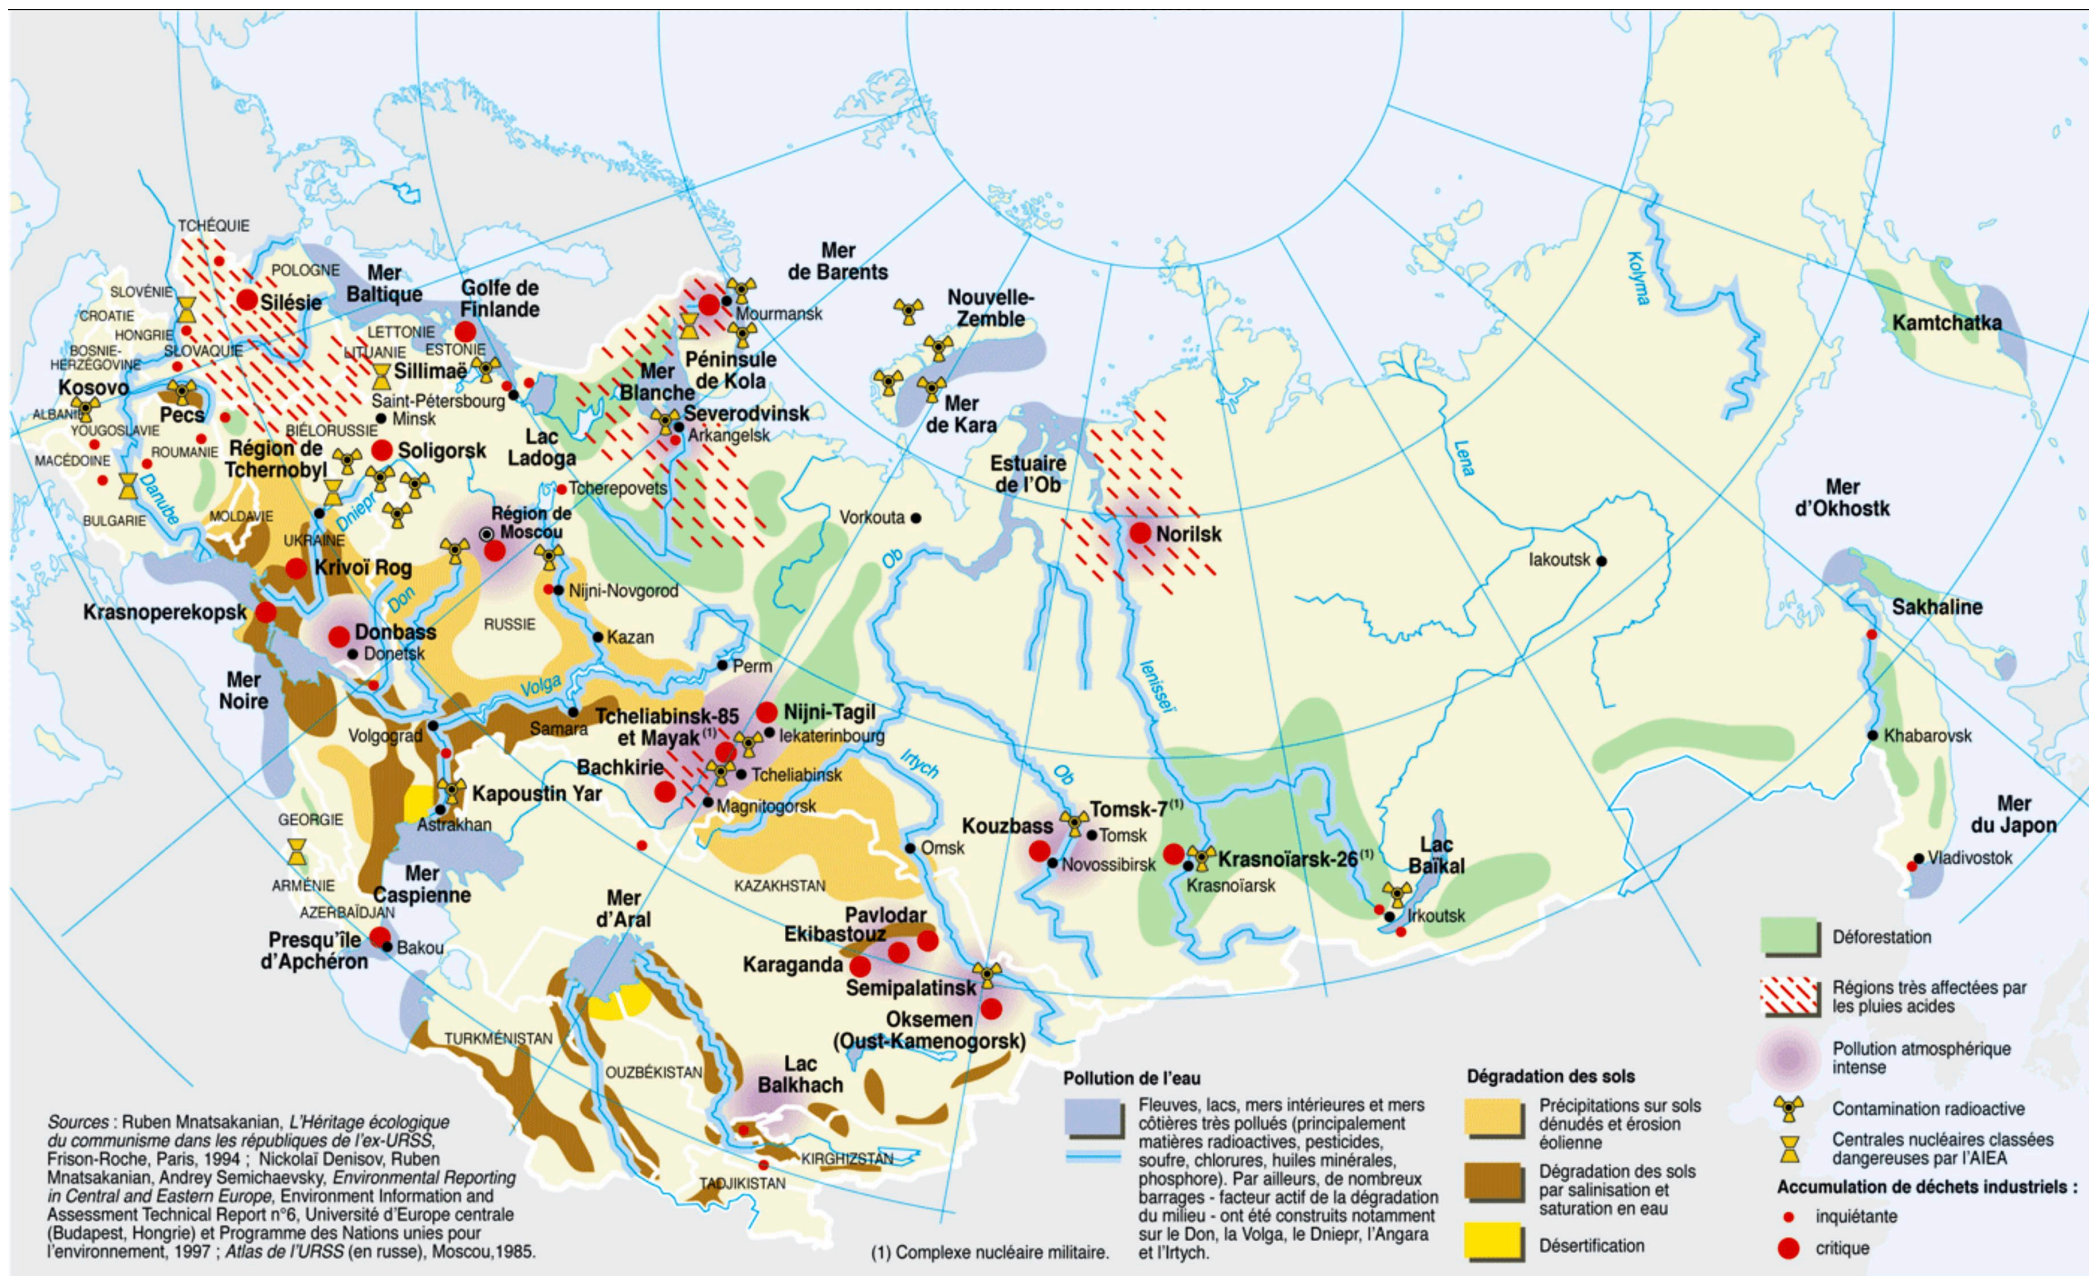 TCHÉQUIE
POLOGNE
SLOVÉNIE
CROATIE
HONGRIE
BOSNIE-
HERZÉGOVINE
SLOVAQUIE
Silésie
Mer
Baltique
Golfe de
Finlande
LETTONIE
LITUANIE
ESTONIE
Sillimaë
Saint-Pétersbourg
Minsk
Kosovo
ALBANIE
Pecs
YOUGOSLAVIE
MACÉDOINE
ROUMANIE
BULGARIE
BIÉLORUSSIE
Région de
Tchernobyl
Soligorsk
Danube
MOLDAVIE
UKRAINE
Dniepr
Mer
de Barents
Mourmansk
Péninsule
de Kola
Mer
Blanche
Severodvinsk
Arkangelsk
Lac
Ladoga
Tcherepovets
Région de
Moscou
Nouvelle-
Zemble
Mer
de Kara
Estuaire
de l'Ob
Vorkouta
Norilsk
Ob
Kolyma
Lena
Iakoutsk
Kamtchatka
Mer
d'Okhostk
Sakhaline
Khabarovsk
Mer
du Japon
Vladivostok
Krivoï Rog
Krasnoperekopsk
Donbass
Donetsk
Don
RUSSIE
Nijni-Novgorod
Kazan
Perm
Volga
Mer
Noire
Volgograd
Samara
Tcheliabinsk-85
et Mayak (1)
Nijni-Tagil
Iekaterinbourg
Bachkirie
Tcheliabinsk
Magnitogorsk
Kapoustin Yar
Astrakhan
GEORGIE
ARMÉNIE
AZERBAÏDJAN
Mer
Caspienne
Presqu'île
d'Apchéron
Bakou
Irtych
Ob
Ienisseï
Omsk
KAZAKHSTAN
Kouzbass
Tomsk-7 (1)
Tomsk
Novossibirsk
Krasnoïarsk-26 (1)
Krasnoïarsk
Lac
Baïkal
Irkoutsk
Mer
d'Aral
Pavlodar
Ekibastouz
Karaganda
Semipalatinsk
Oksemen
(Oust-Kamenogorsk)
Lac
Balkhach
TURKMÉNISTAN
OUZBÉKISTAN
KIRGHIZSTAN
TADJIKISTAN
Sources : Ruben Mnatsakanian, L'Héritage écologique
du communisme dans les républiques de l'ex-URSS,
Frison-Roche, Paris, 1994 ; Nickolaï Denisov, Ruben
Mnatsakanian, Andrey Semichaevsky, Environmental Reporting
in Central and Eastern Europe, Environment Information and
Assessment Technical Report n°6, Université d'Europe centrale
(Budapest, Hongrie) et Programme des Nations unies pour
l'environnement, 1997 ; Atlas de l'URSS (en russe), Moscou,1985.
(1) Complexe nucléaire militaire.
Pollution de l'eau
Fleuves, lacs, mers intérieures et mers
côtières très pollués (principalement
matières radioactives, pesticides,
soufre, chlorures, huiles minérales,
phosphore). Par ailleurs, de nombreux
barrages - facteur actif de la dégradation
du milieu - ont été construits notamment
sur le Don, la Volga, le Dniepr, l'Angara
et l'Irtych.
Dégradation des sols
Précipitations sur sols
dénudés et érosion
éolienne
Dégradation des sols
par salinisation et
saturation en eau
Désertification
Déforestation
Régions très affectées par
les pluies acides
Pollution atmosphérique
intense
Contamination radioactive
Centrales nucléaires classées
dangereuses par l'AIEA
Accumulation de déchets industriels :
inquiétante
critique